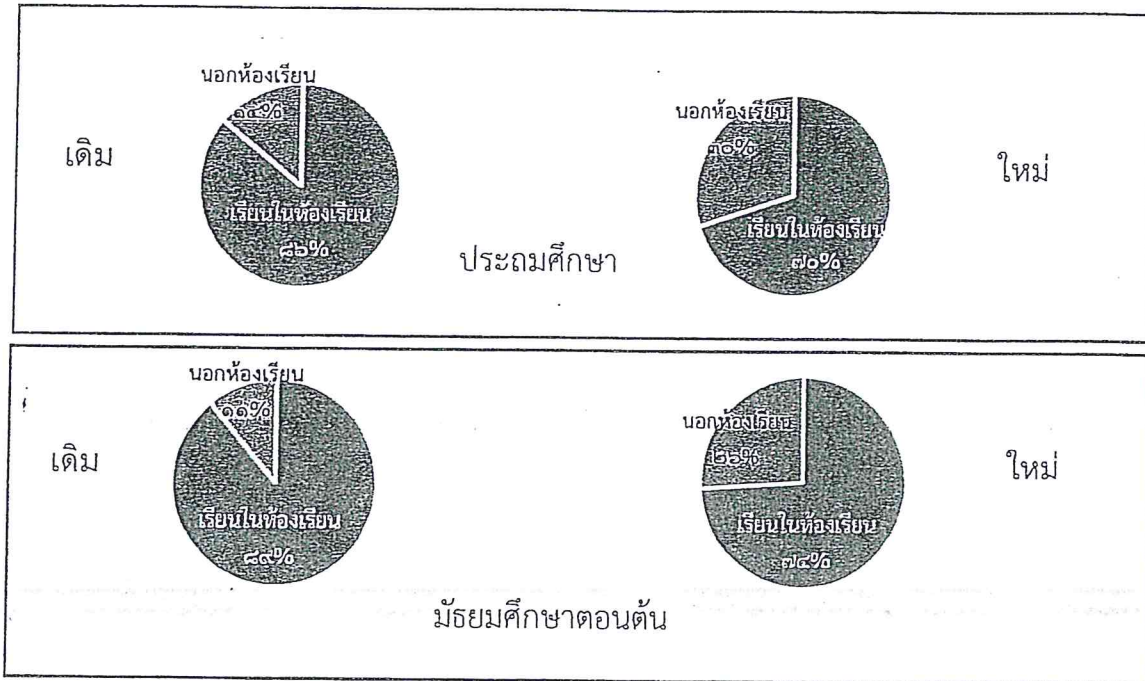 นอกห้องเรียน
๑๔%
เดิม
เรียนในห้องเรียน
๘๖%
นอกห้องเรียน
๓๐%
ใหม่
เรียนในห้องเรียน
๗๐%
ประถมศึกษา
นอกห้องเรียน
๑๑%
เดิม
เรียนในห้องเรียน
๘๙%
นอกห้องเรียน
๒๖%
ใหม่
เรียนในห้องเรียน
๗๔%
มัธยมศึกษาตอนต้น